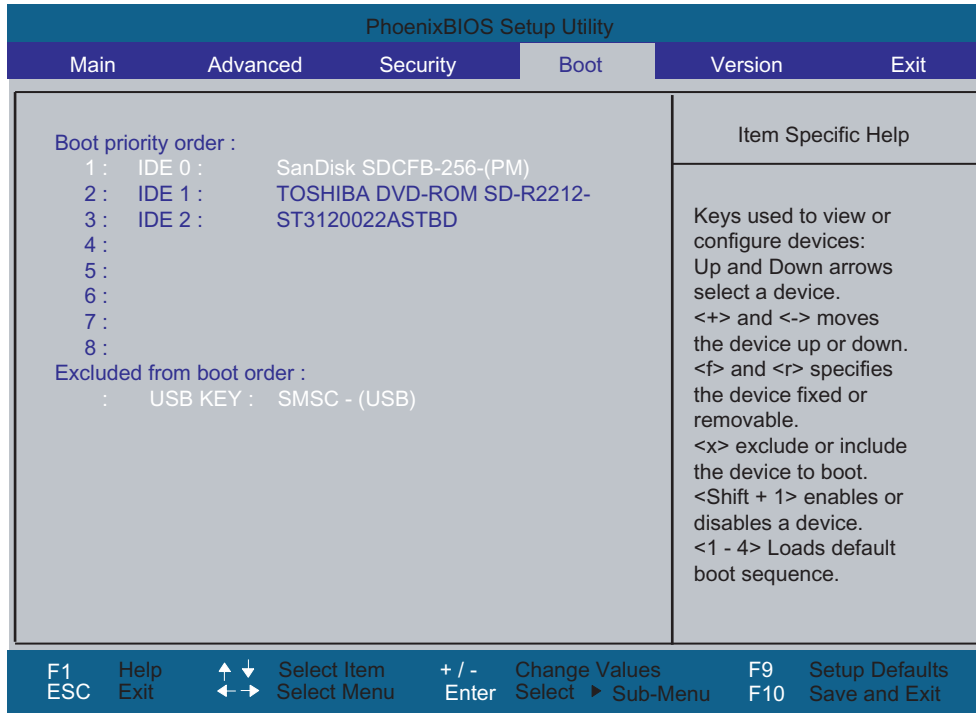 PhoenixBIOS Setup Utility
Main Advanced Security Boot Version Exit
Boot priority order :
1 : IDE 0 : SanDisk SDCFB-256-(PM)
2 : IDE 1 : TOSHIBA DVD-ROM SD-R2212-
3 : IDE 2 : ST3120022ASTBD
4 :
5 :
6 :
7 :
8 :
Excluded from boot order :
: USB KEY : SMSC - (USB)
Item Specific Help
Keys used to view or
configure devices:
Up and Down arrows
select a device.
<+> and <-> moves
the device up or down.
<f> and <r> specifies
the device fixed or
removable.
<x> exclude or include
the device to boot.
<Shift + 1> enables or
disables a device.
<1 - 4> Loads default
boot sequence.
F1 Help Select Item + / - Change Values F9 Setup Defaults
ESC Exit Select Menu Enter Select Sub-Menu F10 Save and Exit